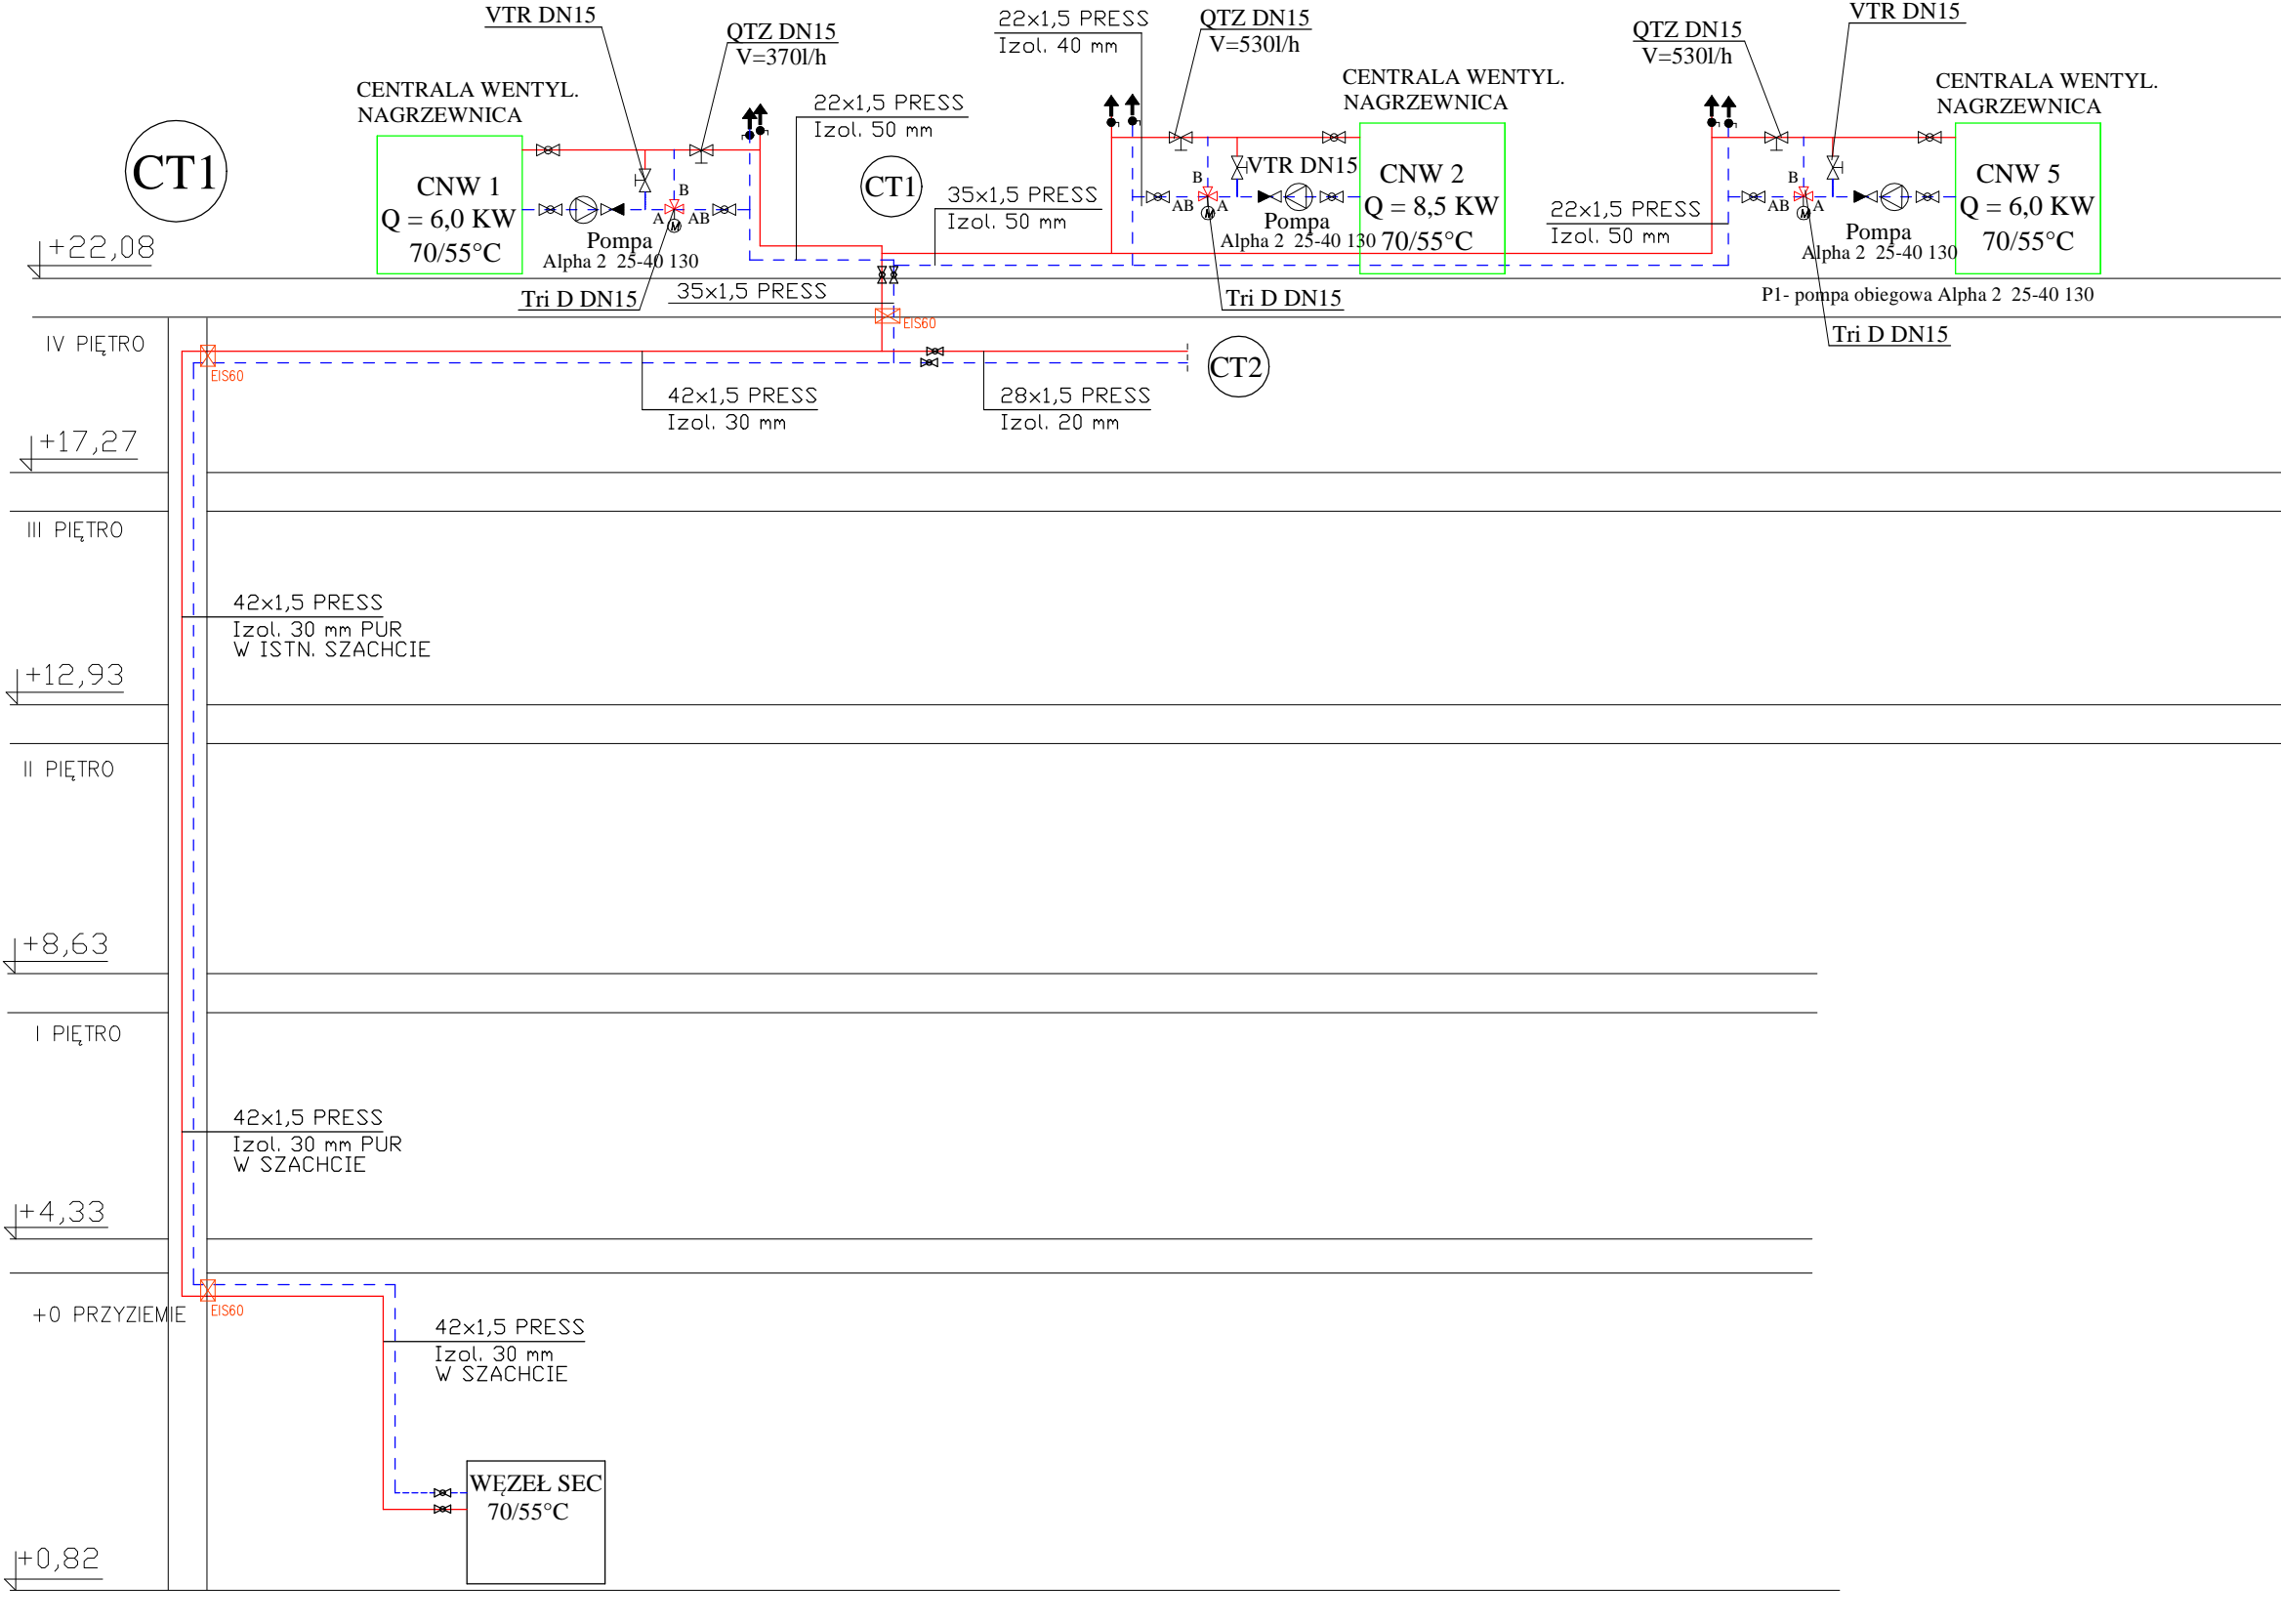 VTR DN15
QTZ DN15
V=370l/h
22x1,5 PRESS
Izol. 40 mm
QTZ DN15
V=530l/h
QTZ DN15
V=530l/h
VTR DN15
CENTRALA WENTYL.
NAGRZEWNICA
22x1,5 PRESS
Izol. 50 mm
CENTRALA WENTYL.
NAGRZEWNICA
CENTRALA WENTYL.
NAGRZEWNICA
CT1
CNW 1
Q = 6,0 KW
70/55°C
B
A
AB
M
Pompa
Alpha 2 25-40 130
CT1
35x1,5 PRESS
Izol. 50 mm
VTR DN15
B
AB
A
M
Pompa
Alpha 2 25-40 130
CNW 2
Q = 8,5 KW
70/55°C
22x1,5 PRESS
Izol. 50 mm
B
AB
A
M
Pompa
Alpha 2 25-40 130
CNW 5
Q = 6,0 KW
70/55°C
+22,08
Tri D DN15
35x1,5 PRESS
Tri D DN15
P1- pompa obiegowa Alpha 2 25-40 130
EIS60
Tri D DN15
IV PIĘTRO
EIS60
CT2
42x1,5 PRESS
Izol. 30 mm
28x1,5 PRESS
Izol. 20 mm
+17,27
III PIĘTRO
42x1,5 PRESS
Izol. 30 mm PUR
W ISTN. SZACHCIE
+12,93
II PIĘTRO
+8,63
I PIĘTRO
42x1,5 PRESS
Izol. 30 mm PUR
W SZACHCIE
+4,33
+0 PRZYZIEMIE
EIS60
42x1,5 PRESS
Izol. 30 mm
W SZACHCIE
WĘZEŁ SEC
70/55°C
+0,82